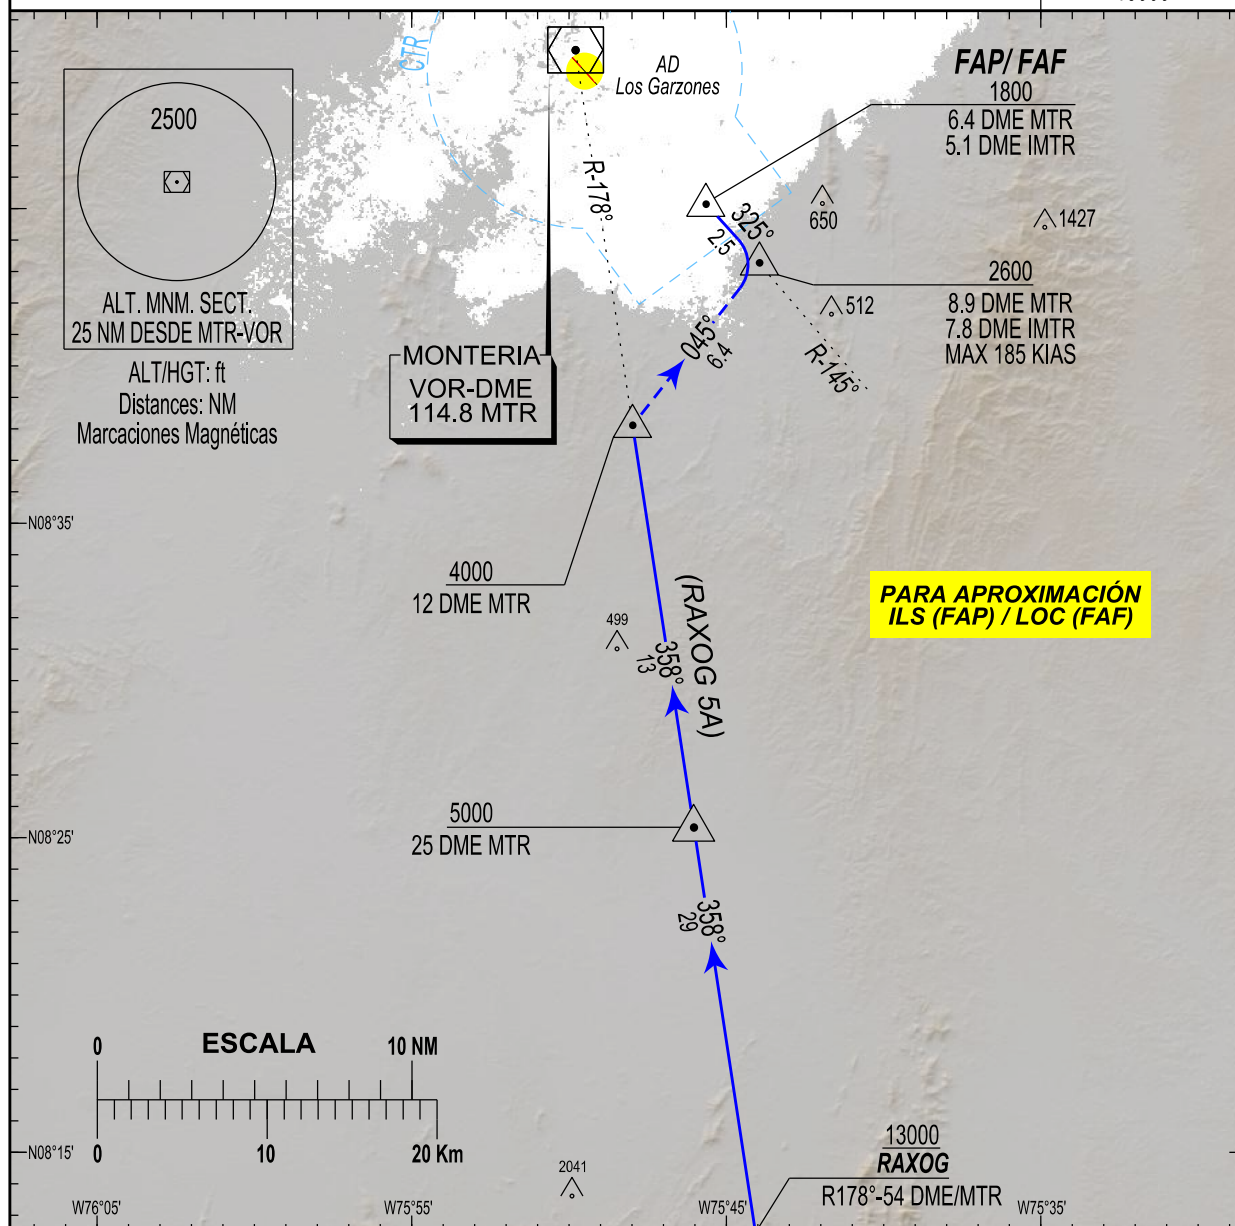 CTR
AD
Los Garzones
FAP/ FAF
1800
6.4 DME MTR
5.1 DME IMTR
2500
ALT. MNM. SECT.
25 NM DESDE MTR-VOR
ALT/HGT: ft
Distances: NM
Marcaciones Magnéticas
R-178°
325°
2.5
650
1427
2600
8.9 DME MTR
7.8 DME IMTR
MAX 185 KIAS
512
R-145°
045°
6.4
MONTERIA
VOR-DME
114.8 MTR
N08°35'
4000
12 DME MTR
499
PARA APROXIMACIÓN
ILS (FAP) / LOC (FAF)
(RAXOG 5A)
358°
13
5000
25 DME MTR
N08°25'
358°
29
ESCALA
0
10 NM
0
10
20 Km
N08°15'
2041
13000
RAXOG
R178°-54 DME/MTR
W76°05'
W75°55'
W75°45'
W75°35'